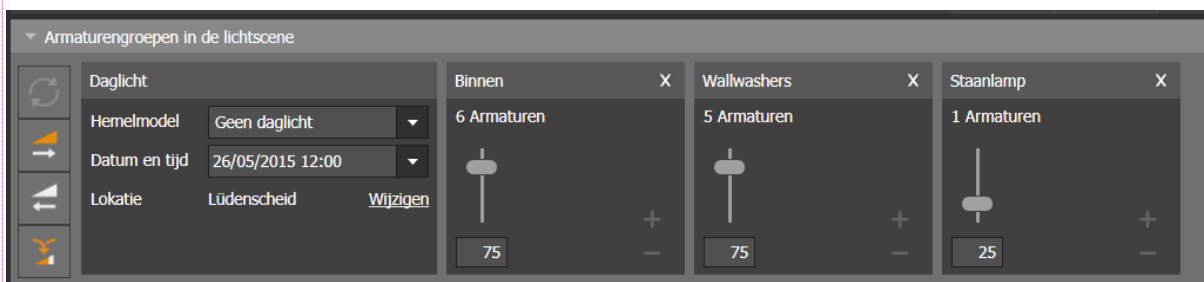 Armaturengroepen in de lichtscene
Daglicht
Hemelmodel Geen daglicht
Datum en tijd 26/05/2015 12:00
Lokatie Lüdenscheid Wijzigen
Binnen X
6 Armaturen
75
Wallwashers X
5 Armaturen
75
Staanlamp X
1 Armaturen
25